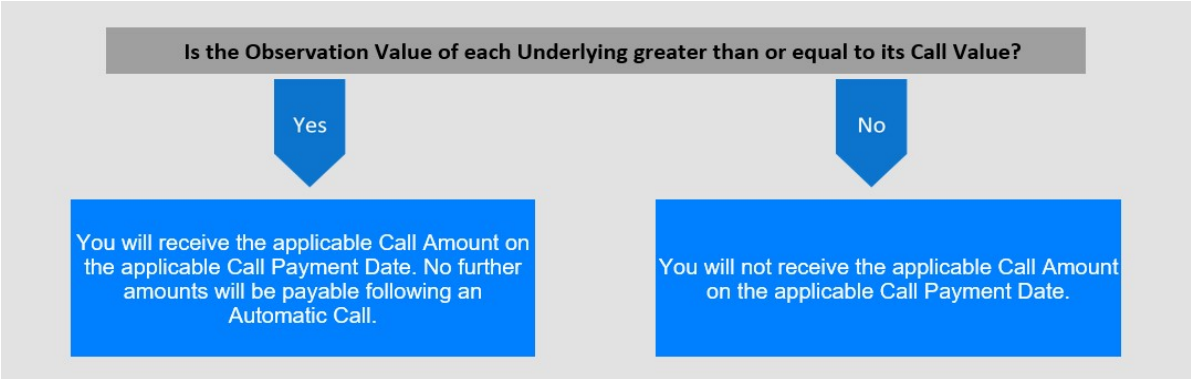 Is the Observation Value of each Underlying greater than or equal to its Call Value?
Yes
No
You will receive the applicable Call Amount on
the applicable Call Payment Date. No further
amounts will be payable following an
Automatic Call.
You will not receive the applicable Call Amount
on the applicable Call Payment Date.